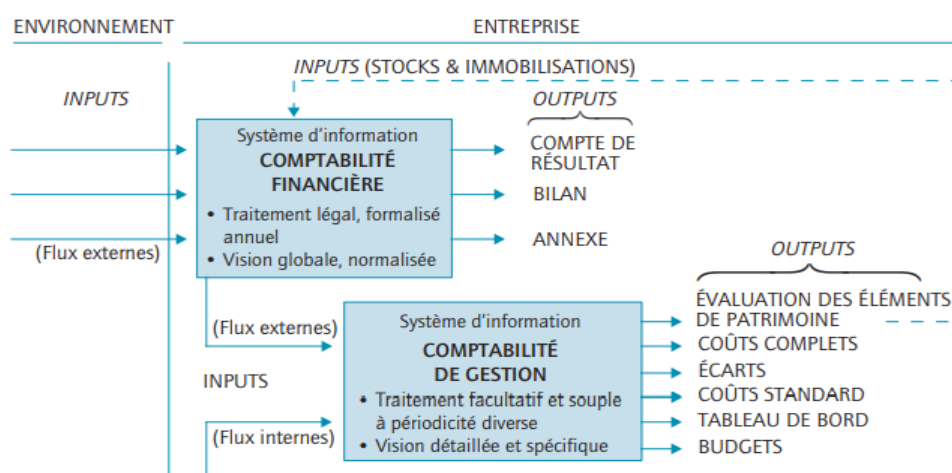 ENVIRONNEMENT
ENTREPRISE
INPUTS (STOCKS & IMMOBILISATIONS)
INPUTS
OUTPUTS
Système d'information
COMPTABILITÉ
FINANCIÈRE
• Traitement légal, formalisé
annuel
• Vision globale, normalisée
COMPTE DE
RÉSULTAT
BILAN
ANNEXE
(Flux externes)
OUTPUTS
(Flux externes)
INPUTS
(Flux internes)
Système d'information
COMPTABILITÉ
DE GESTION
• Traitement facultatif et souple
à périodicité diverse
• Vision détaillée et spécifique
ÉVALUATION DES ÉLÉMENTS
DE PATRIMOINE
COÛTS COMPLETS
ÉCARTS
COÛTS STANDARD
TABLEAU DE BORD
BUDGETS